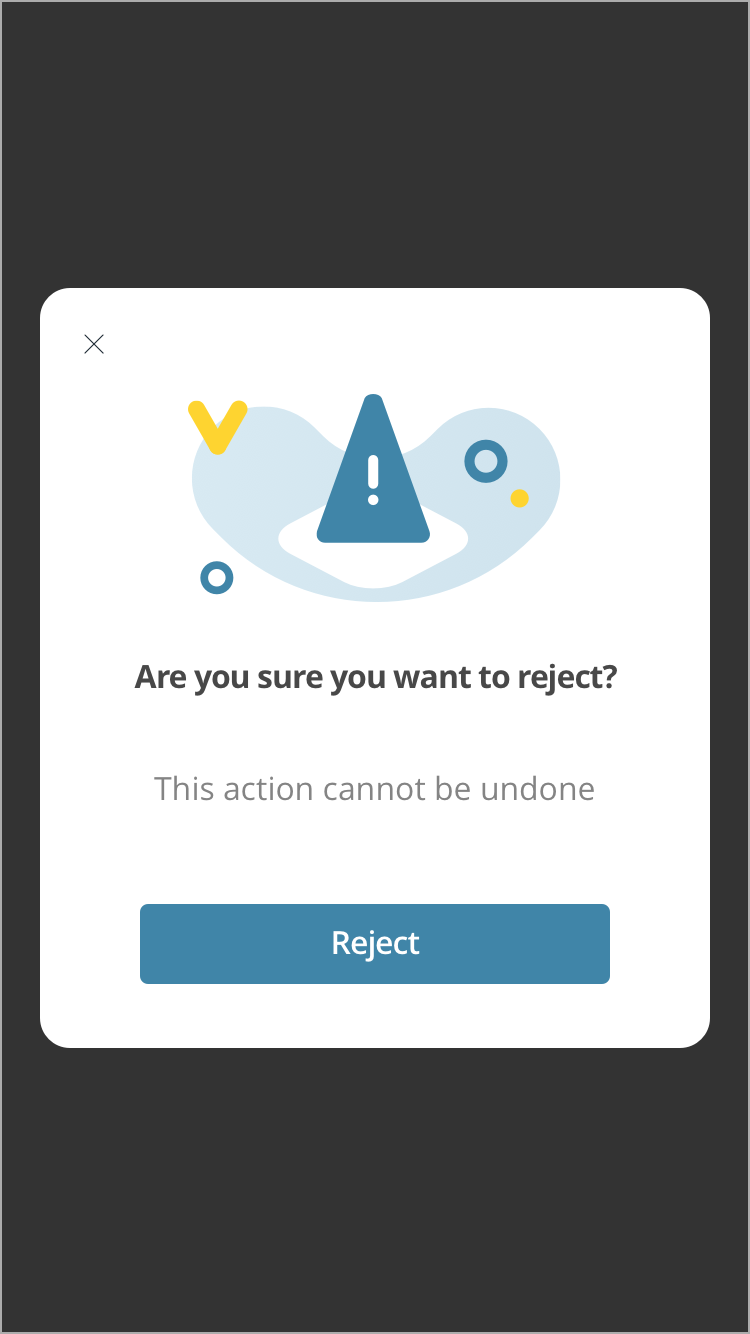 Are you sure you want to reject?
This action cannot be undone
Reject